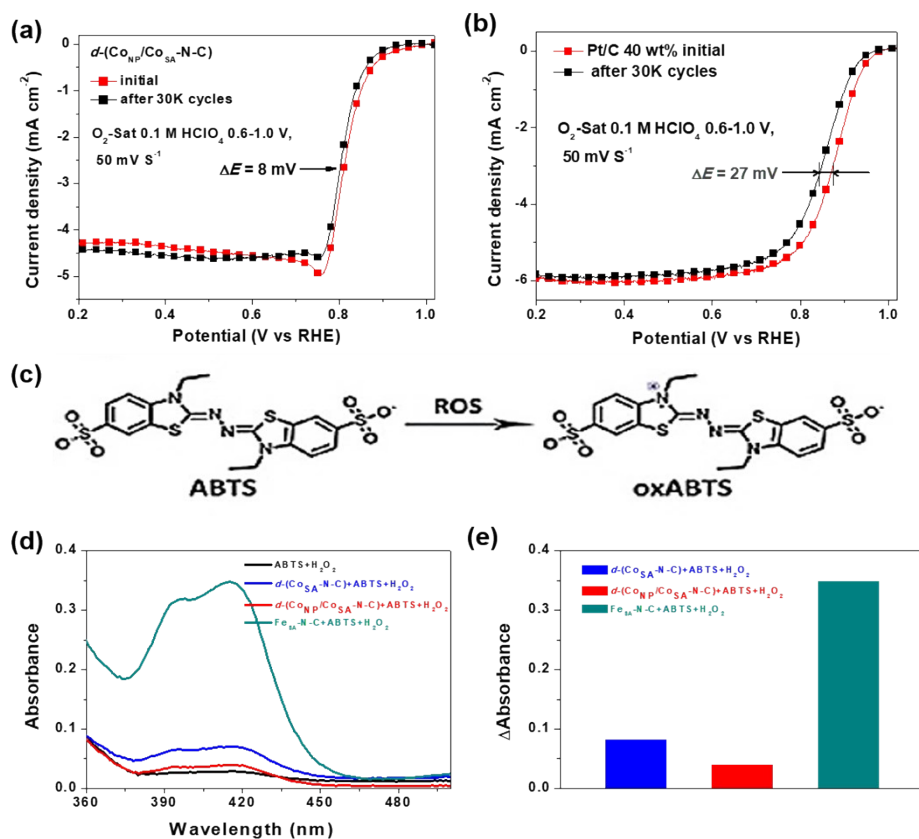 (a)
d-(CoNP/CoSA-N-C)
initial
after 30K cycles
O2-Sat 0.1 M HClO4 0.6-1.0 V,
50 mV S-1
ΔE = 8 mV
0
-1
-2
-3
-4
-5
Current density (mA cm-2)
0.2 0.4 0.6 0.8 1.0
Potential (V vs RHE)
(b)
Pt/C 40 wt% initial
after 30K cycles
O2-Sat 0.1 M HClO4 0.6-1.0 V,
50 mV S-1
ΔE = 27 mV
0
-2
-4
-6
Current density (mA cm-2)
0.2 0.4 0.6 0.8 1.0
Potential (V vs RHE)
(c)
ROS
ABTS
oxABTS
(d)
ABTS+H2O2
d-(CoSA-N-C)+ABTS+H2O2
d-(CoNP/CoSA-N-C)+ABTS+H2O2
FeSA-N-C+ABTS+H2O2
0.4
0.3
0.2
0.1
0.0
Absorbance
360 390 420 450 480
Wavelength (nm)
(e)
d-(CoSA-N-C)+ABTS+H2O2
d-(CoNP/CoSA-N-C)+ABTS+H2O2
FeSA-N-C+ABTS+H2O2
0.4
0.3
0.2
0.1
0.0
ΔAbsorbance